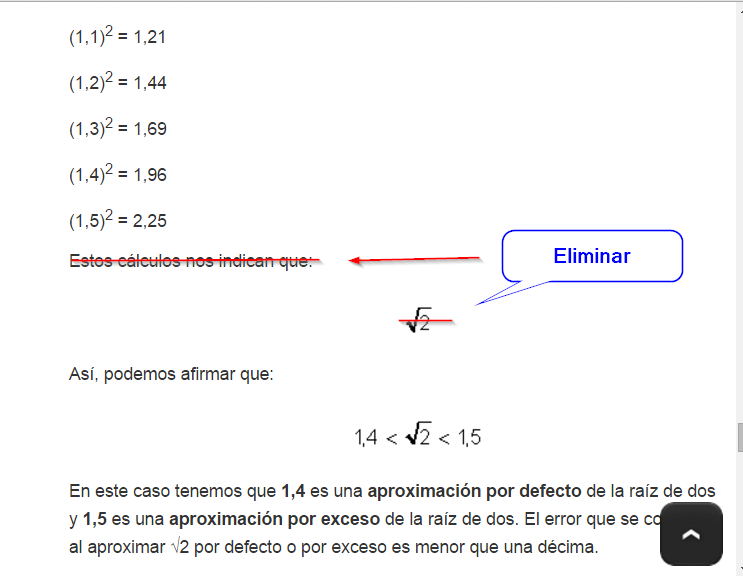 (1,1)² = 1,21
(1,2)² = 1,44
(1,3)² = 1,69
(1,4)² = 1,96
(1,5)² = 2,25
Estos cálculos nos indican que:
Eliminar
√2
Así, podemos afirmar que:
1,4 < √2 < 1,5
En este caso tenemos que 1,4 es una aproximación por defecto de la raíz de dos
y 1,5 es una aproximación por exceso de la raíz de dos. El error que se
al aproximar √2 por defecto o por exceso es menor que una décima.